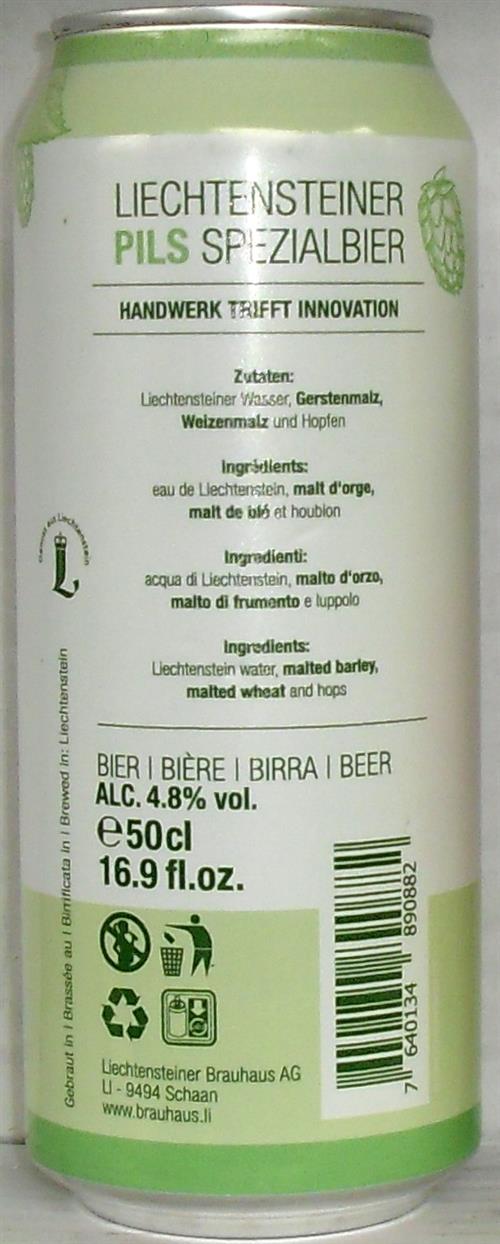 LIECHTENSTEINER
PILS SPEZIALBIER
HANDWERK TRIFFT INNOVATION
Zutaten:
Liechtensteiner Wasser, Gerstenmalz,
Weizenmalz und Hopfen
Ingrédients:
eau de Liechtenstein, malt d'orge,
malt de blé et houblon
Ingredienti:
acqua di Liechtenstein, malto d'orzo,
malto di frumento e luppolo
Ingredients:
Liechtenstein water, malted barley,
malted wheat and hops
BIER | BIÈRE | BIRRA | BEER
ALC. 4.8% vol.
℮50cl
16.9 fl.oz.
Liechtensteiner Brauhaus AG
LI - 9494 Schaan
www.brauhaus.li
Gebraut in | Brassée au | Birrificata in | Brewed in: Liechtenstein
L
7 640134 890882